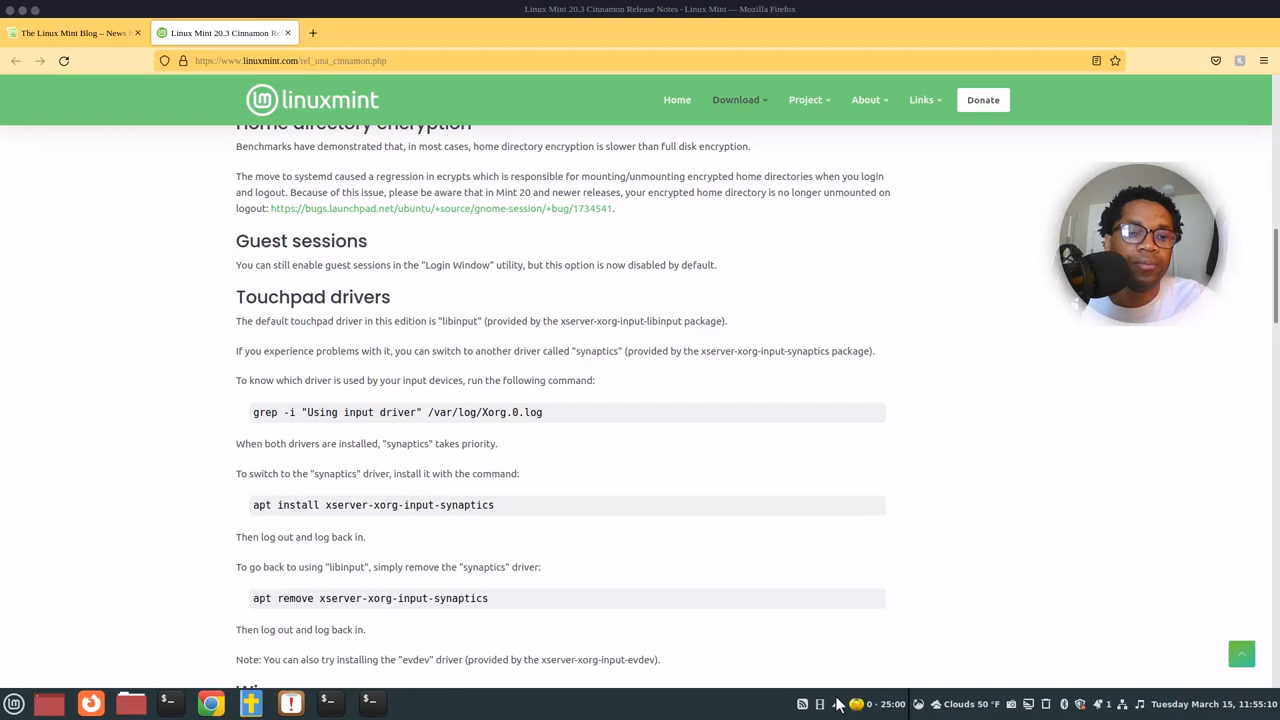 Linux Mint 20.3 Cinnamon Release Notes - Linux Mint — Mozilla Firefox
The Linux Mint Blog – News f
Linux Mint 20.3 Cinnamon Re
https://www.linuxmint.com/rel_una_cinnamon.php
linuxmint
Home Download Project About Links Donate
Home directory encryption
Benchmarks have demonstrated that, in most cases, home directory encryption is slower than full disk encryption.
The move to systemd caused a regression in ecrypts which is responsible for mounting/unmounting encrypted home directories when you login
and logout. Because of this issue, please be aware that in Mint 20 and newer releases, your encrypted home directory is no longer unmounted on
logout: https://bugs.launchpad.net/ubuntu/+source/gnome-session/+bug/1734541.
Guest sessions
You can still enable guest sessions in the "Login Window" utility, but this option is now disabled by default.
Touchpad drivers
The default touchpad driver in this edition is "libinput" (provided by the xserver-xorg-input-libinput package).
If you experience problems with it, you can switch to another driver called "synaptics" (provided by the xserver-xorg-input-synaptics package).
To know which driver is used by your input devices, run the following command:
grep -i "Using input driver" /var/log/Xorg.0.log
When both drivers are installed, "synaptics" takes priority.
To switch to the "synaptics" driver, install it with the command:
apt install xserver-xorg-input-synaptics
Then log out and log back in.
To go back to using "libinput", simply remove the "synaptics" driver:
apt remove xserver-xorg-input-synaptics
Then log out and log back in.
Note: You can also try installing the "evdev" driver (provided by the xserver-xorg-input-evdev).
0 · 25:00
Clouds 50 °F
1
Tuesday March 15, 11:55:10